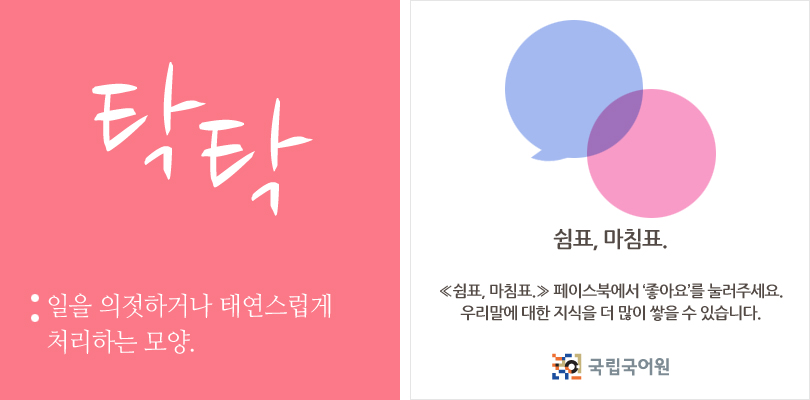 탁탁
: 일을 의젓하거나 태연스럽게
처리하는 모양.
쉼표, 마침표.
≪쉼표, 마침표.≫ 페이스북에서 ‘좋아요’를 눌러주세요.
우리말에 대한 지식을 더 많이 쌓을 수 있습니다.
국립국어원